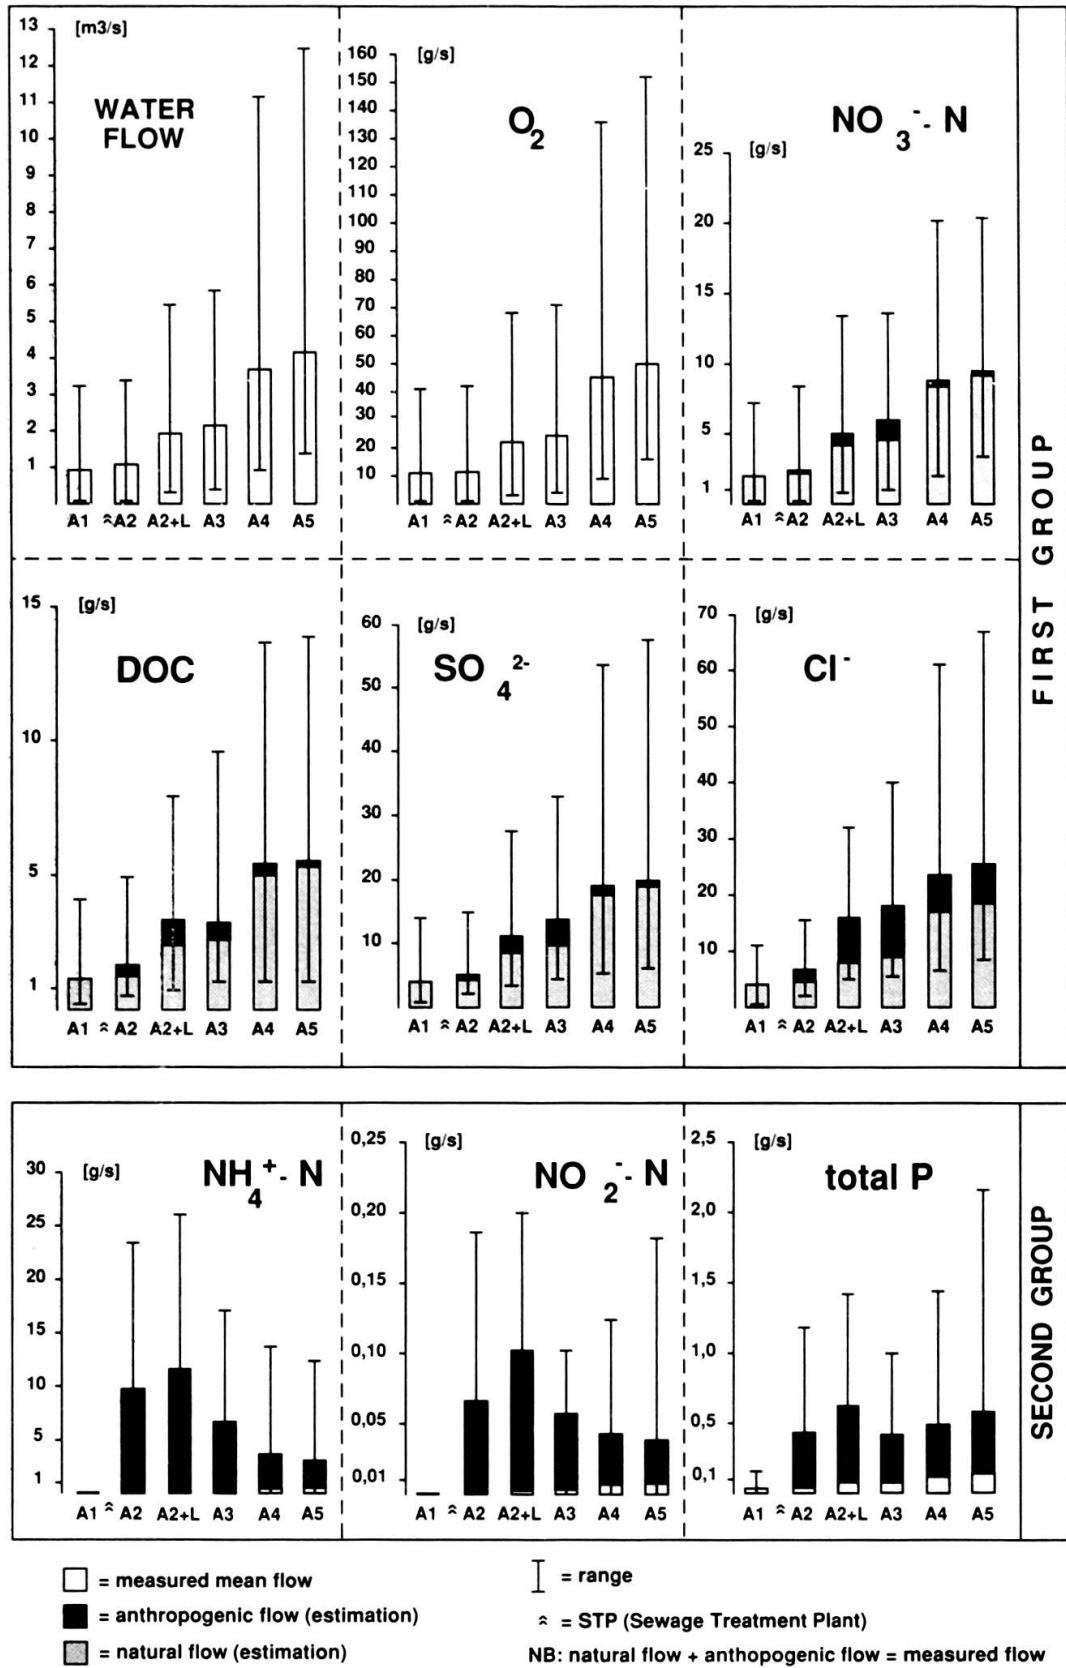 [m3/s]
WATER
FLOW
13
12
11
10
9
8
7
6
5
4
3
2
1
A1 ᄉ A2 A2+L A3 A4 A5
[g/s]
O2
160
150
140
130
120
110
100
90
80
70
60
50
40
30
20
10
A1 ᄉ A2 A2+L A3 A4 A5
NO3- - N
[g/s]
25
20
15
10
5
1
A1 ᄉ A2 A2+L A3 A4 A5
FIRST GROUP
[g/s]
DOC
15
10
5
1
A1 ᄉ A2 A2+L A3 A4 A5
[g/s]
SO42-
60
50
40
30
20
10
A1 ᄉ A2 A2+L A3 A4 A5
[g/s]
Cl-
70
60
50
40
30
20
10
A1 ᄉ A2 A2+L A3 A4 A5
[g/s]
NH4+ - N
30
25
20
15
10
5
1
A1 ᄉ A2 A2+L A3 A4 A5
[g/s]
NO2- - N
0,25
0,20
0,15
0,10
0,05
0,01
A1 ᄉ A2 A2+L A3 A4 A5
[g/s]
total P
2,5
2,0
1,5
1,0
0,5
0,1
A1 ᄉ A2 A2+L A3 A4 A5
SECOND GROUP
= measured mean flow
= anthropogenic flow (estimation)
= natural flow (estimation)
= range
= STP (Sewage Treatment Plant)
NB: natural flow + anthopogenic flow = measured flow